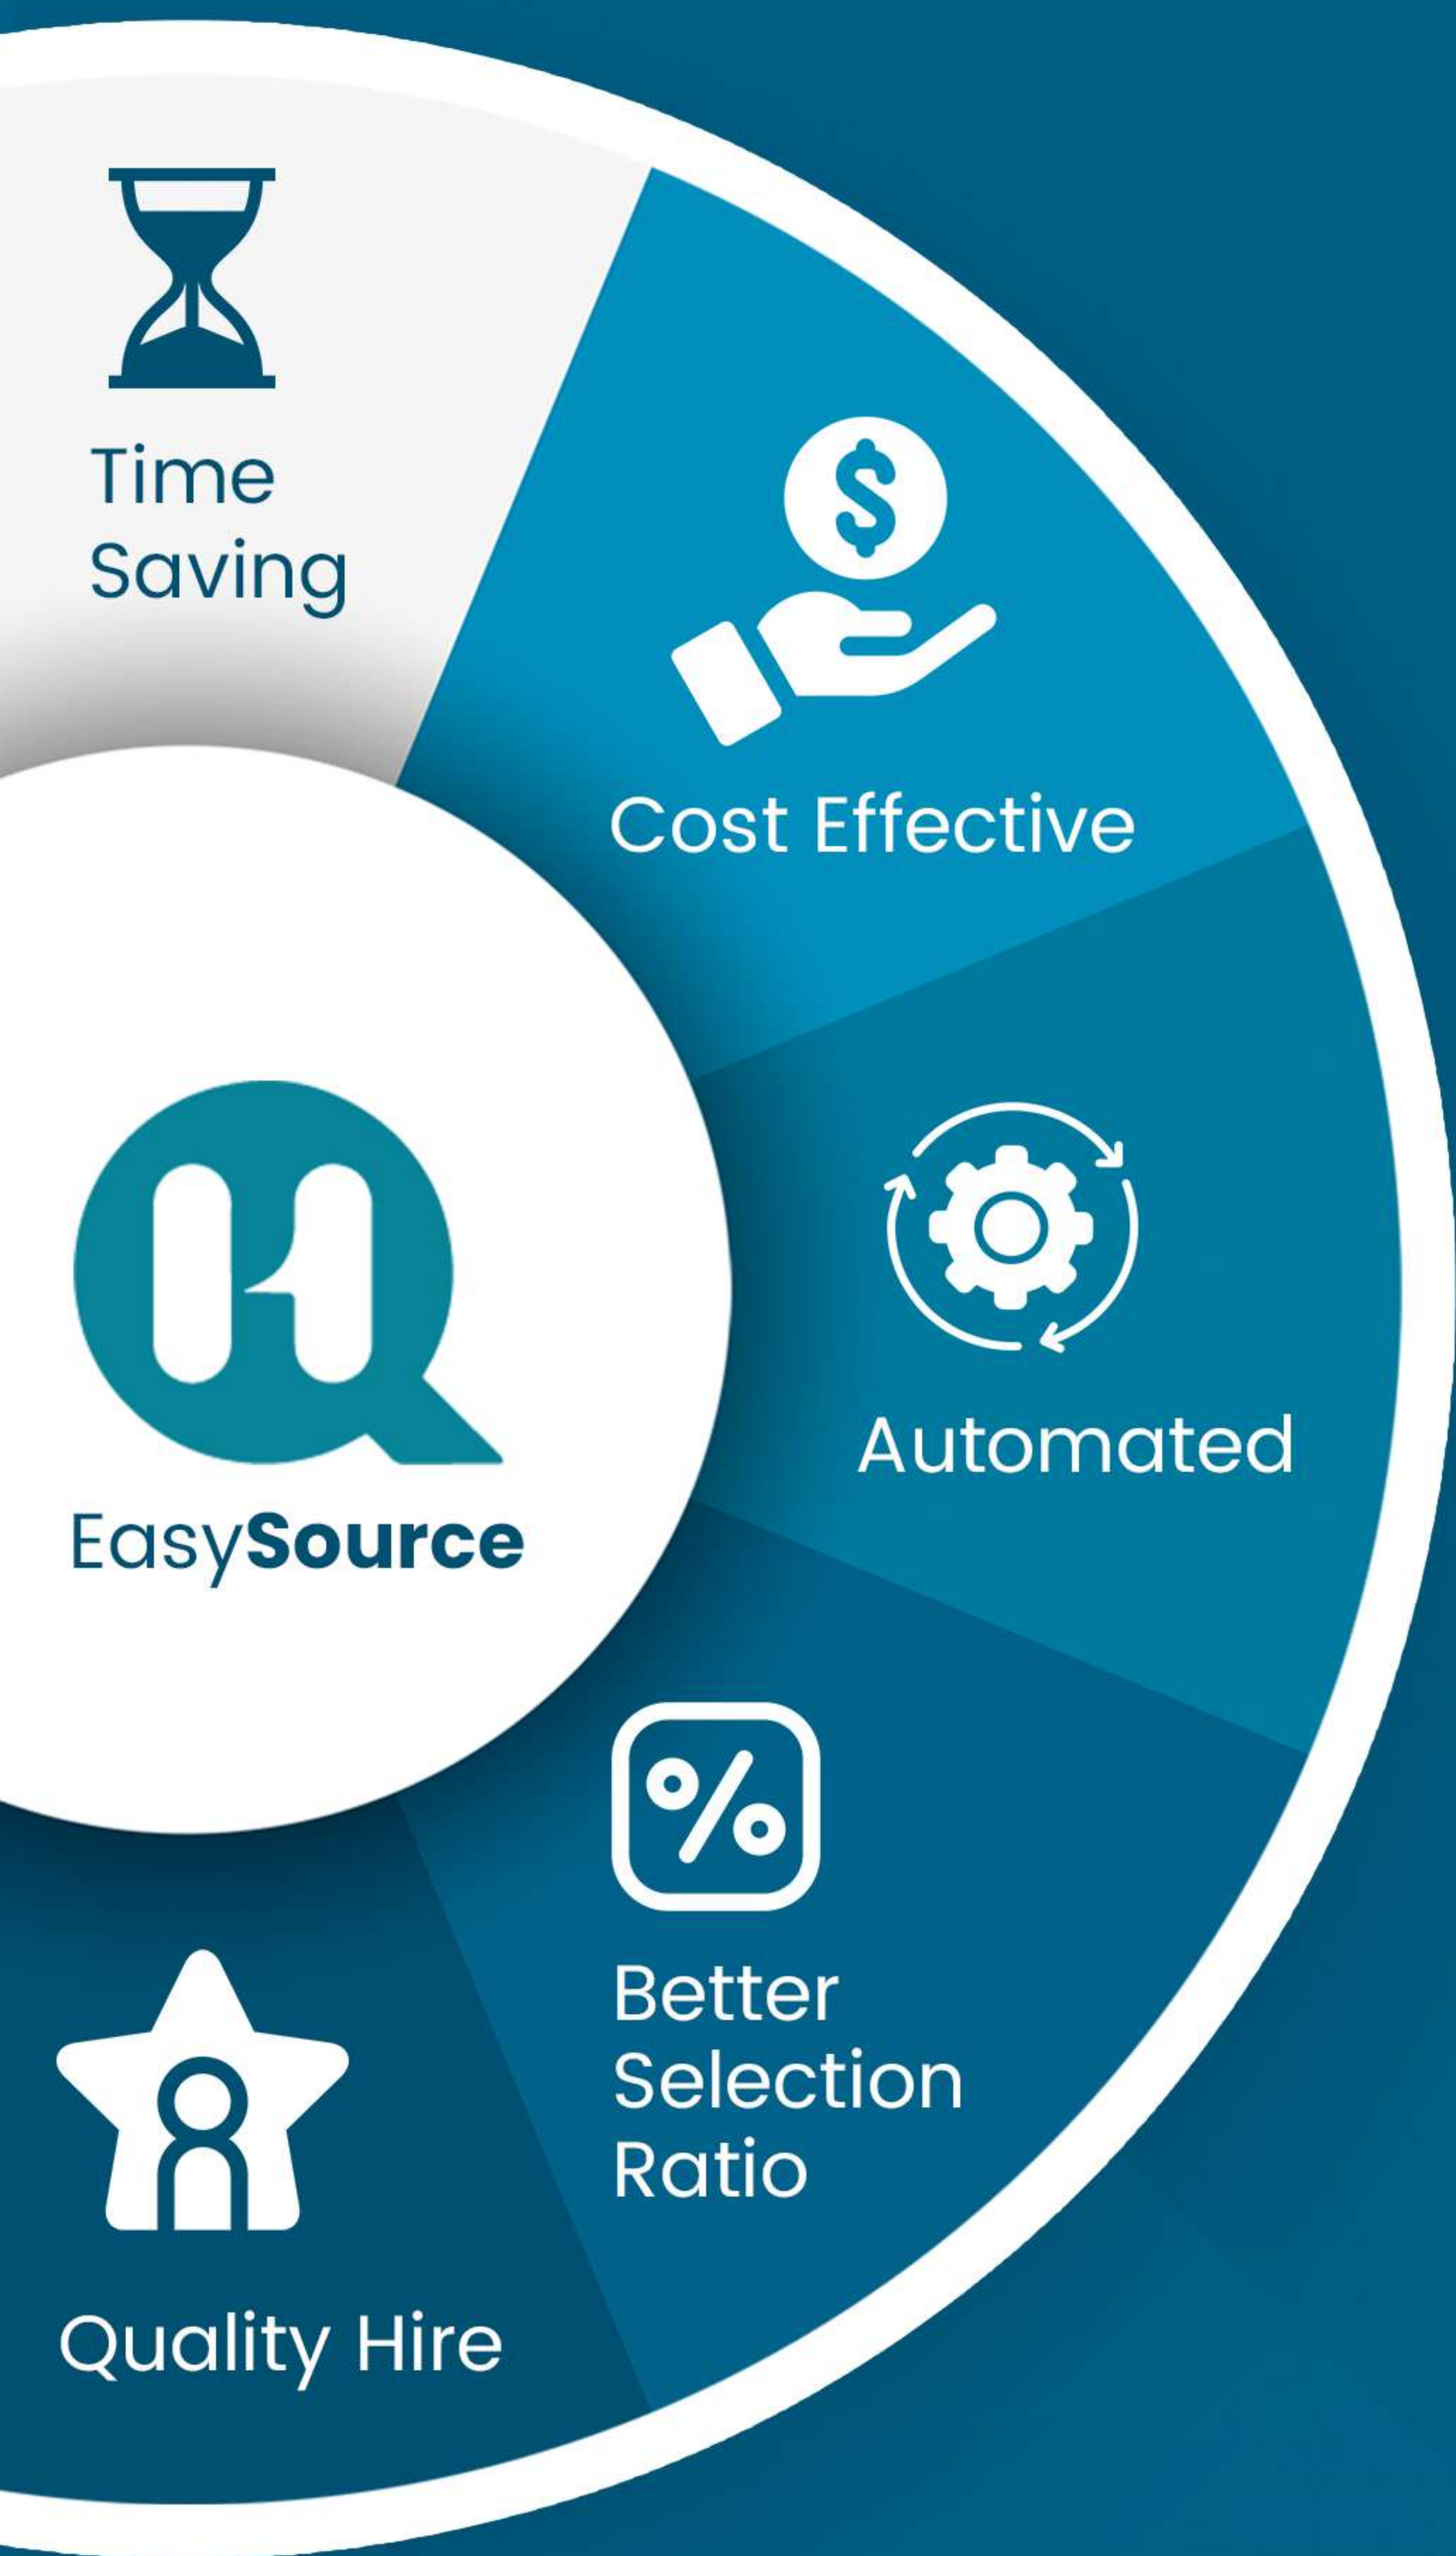 Time
Saving
Cost Effective
Automated
EasySource
Better
Selection
Ratio
Quality Hire